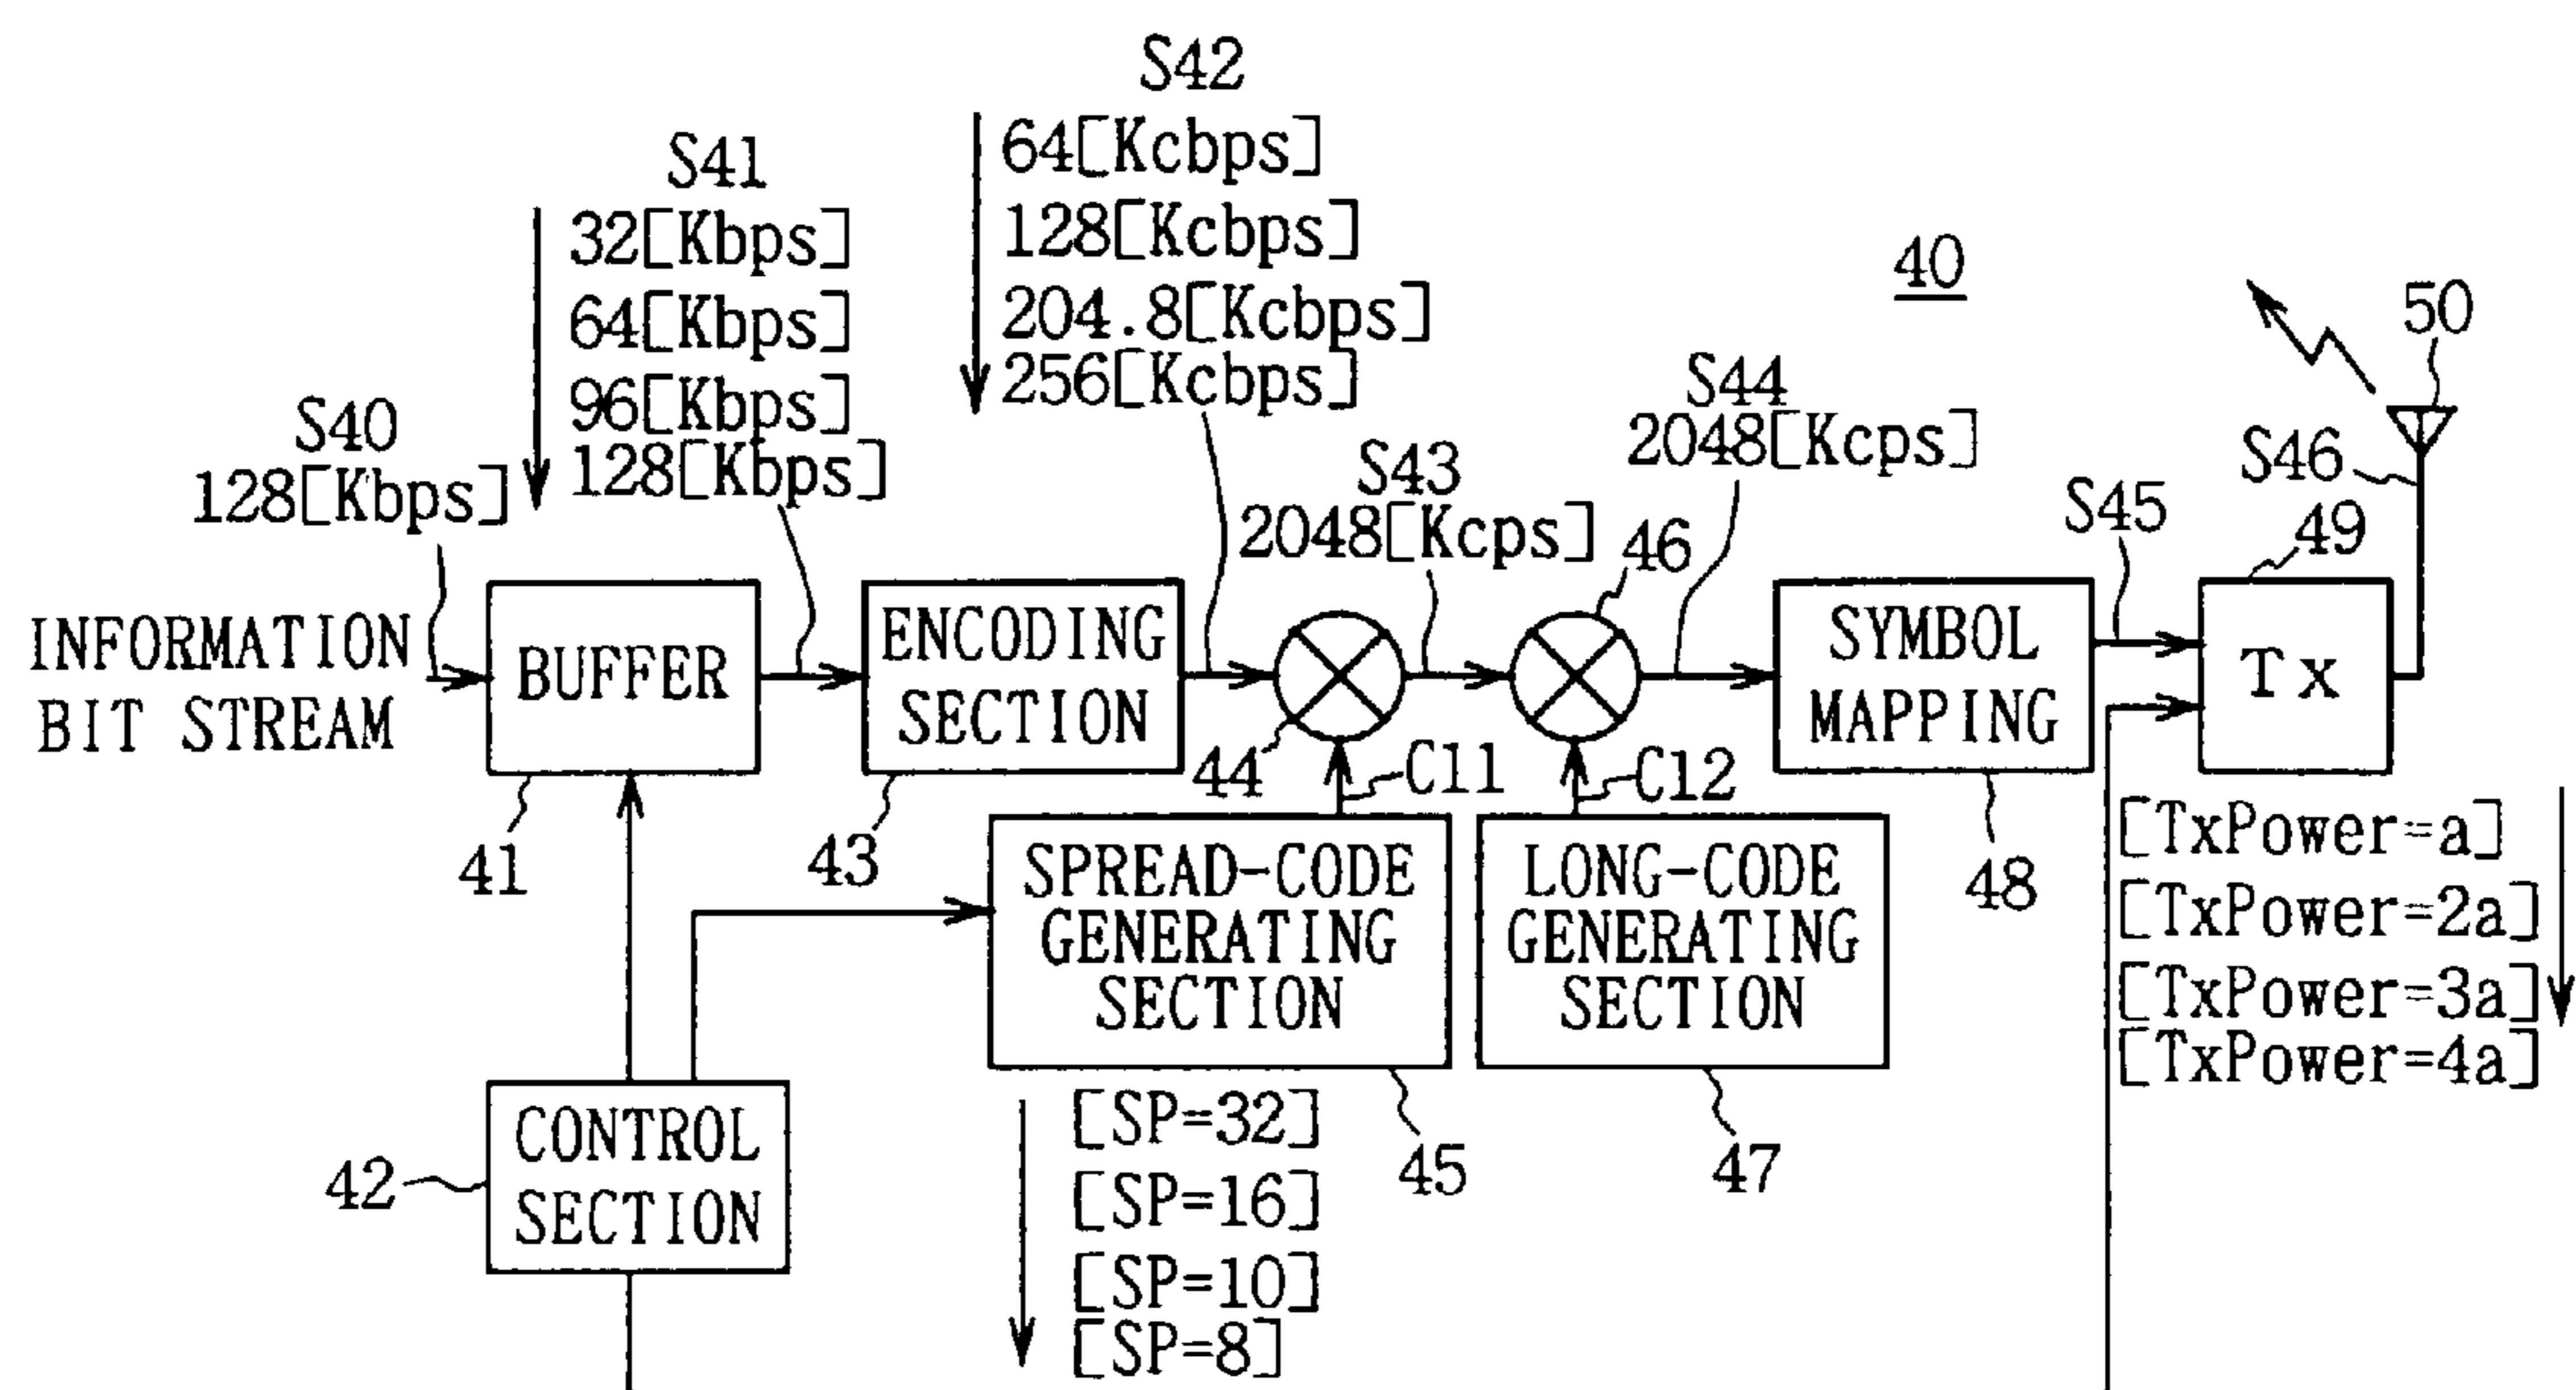 S42
64[Kcbps]
128[Kcbps]
204.8[Kcbps]
256[Kcbps]
S41
32[Kbps]
64[Kbps]
96[Kbps]
128[Kbps]
S40
128[Kbps]
40
50
S44
2048[Kcps]
S43
2048[Kcps]
46
S46
S45
49
INFORMATION
BIT STREAM
BUFFER
ENCODING
SECTION
SYMBOL
MAPPING
Tx
44
C11
C12
41
43
48
SPREAD-CODE
GENERATING
SECTION
LONG-CODE
GENERATING
SECTION
[TxPower=a]
[TxPower=2a]
[TxPower=3a]
[TxPower=4a]
CONTROL
SECTION
42
[SP=32]
[SP=16]
[SP=10]
[SP=8]
45
47